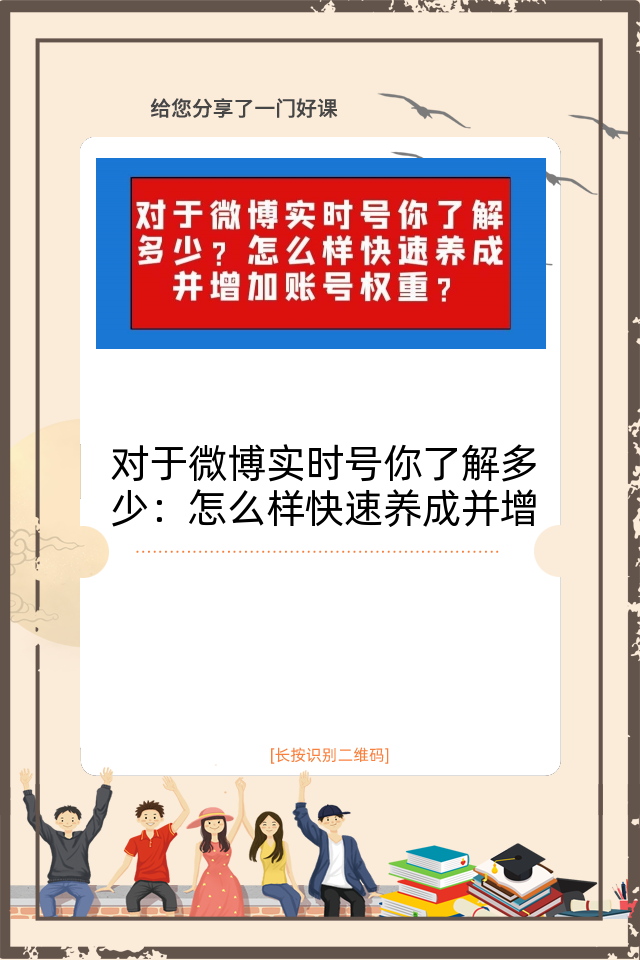 给您分享了一门好课
对于微博实时号你了解
多少？怎么样快速养成
并增加账号权重？
对于微博实时号你了解多
少：怎么样快速养成并增
[长按识别二维码]